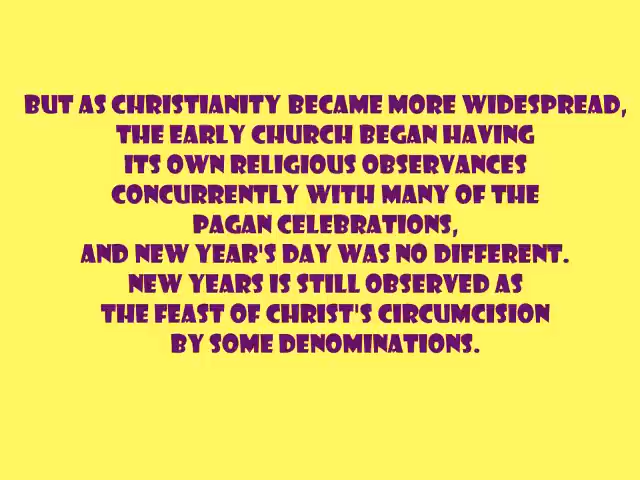 BUT AS CHRISTIANITY BECAME MORE WIDESPREAD,
THE EARLY CHURCH BEGAN HAVING
ITS OWN RELIGIOUS OBSERVANCES
CONCURRENTLY WITH MANY OF THE
PAGAN CELEBRATIONS,
AND NEW YEAR'S DAY WAS NO DIFFERENT.
NEW YEARS IS STILL OBSERVED AS
THE FEAST OF CHRIST'S CIRCUMCISION
BY SOME DENOMINATIONS.